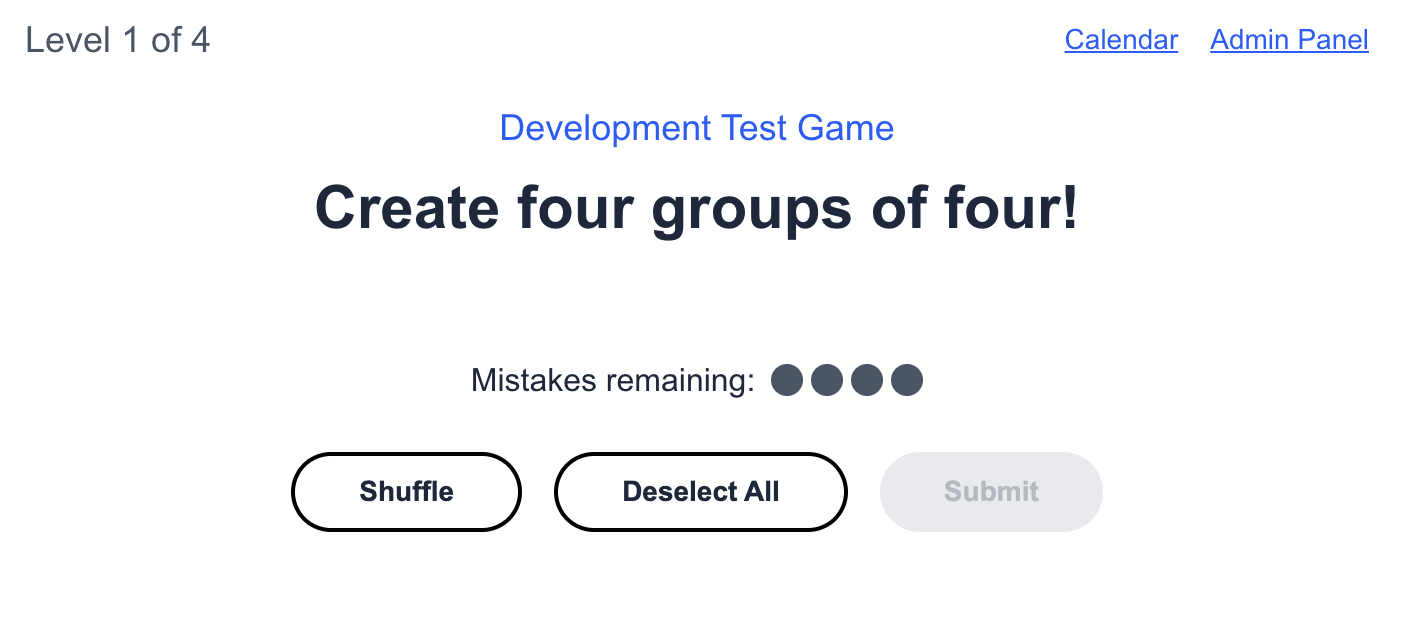 Level 1 of 4
Calendar Admin Panel
Development Test Game
Create four groups of four!
Mistakes remaining:
Shuffle Deselect All Submit